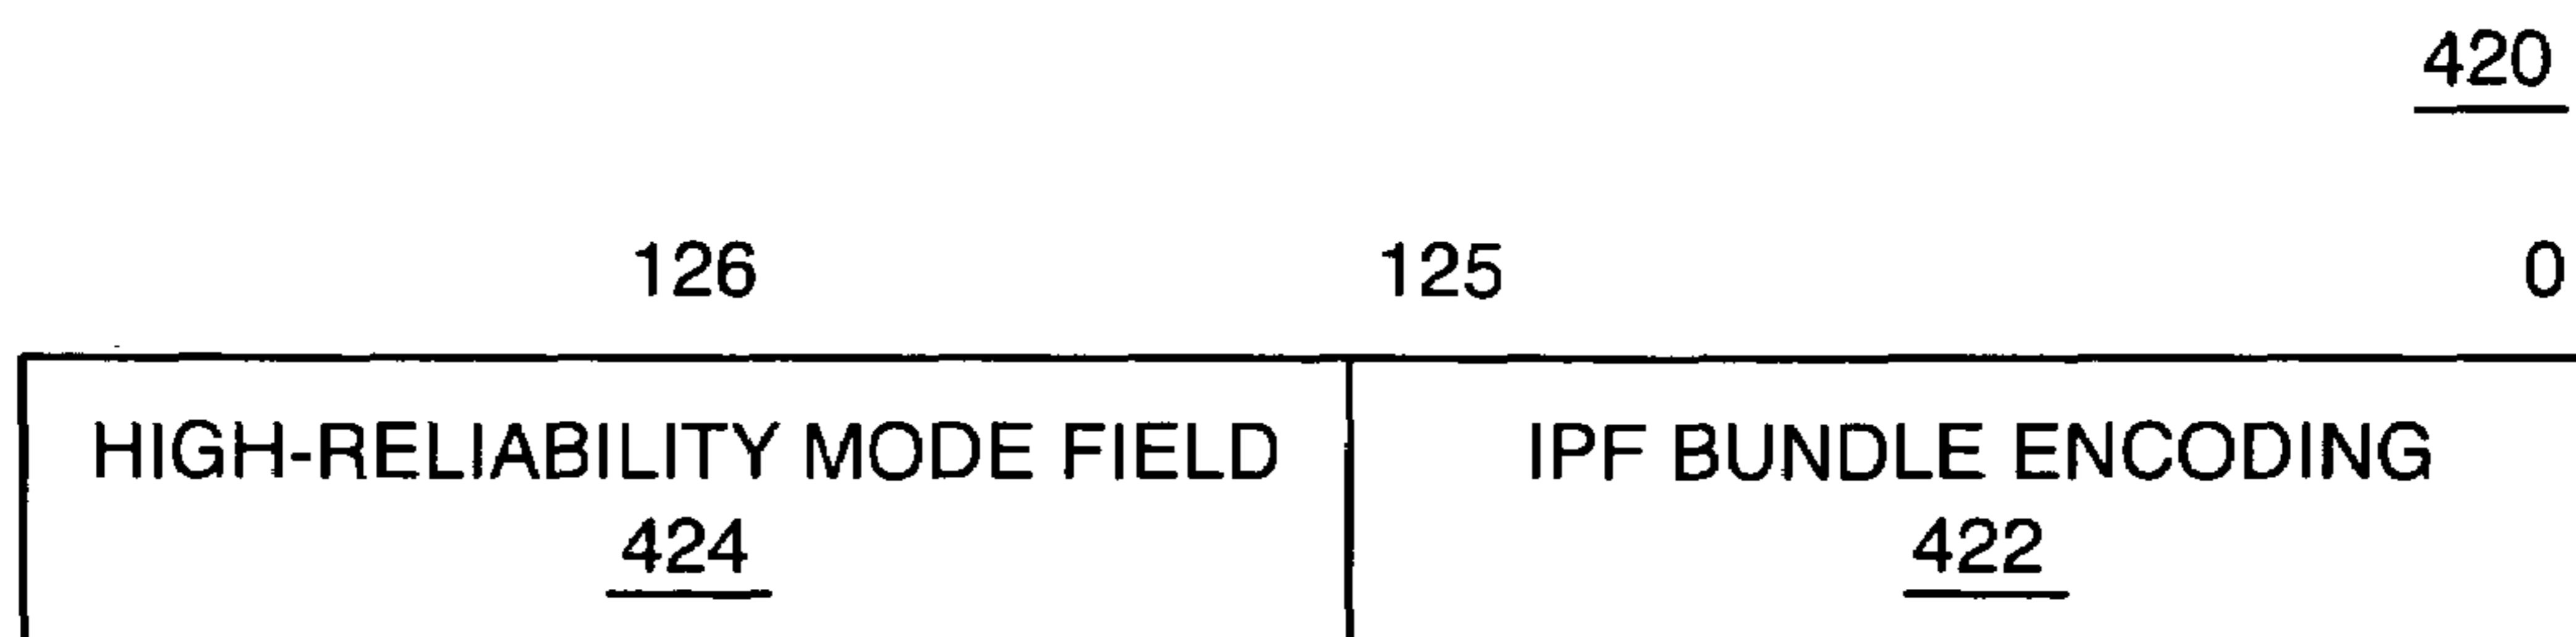 420
126 125 0
HIGH-RELIABILITY MODE FIELD IPF BUNDLE ENCODING
424 422